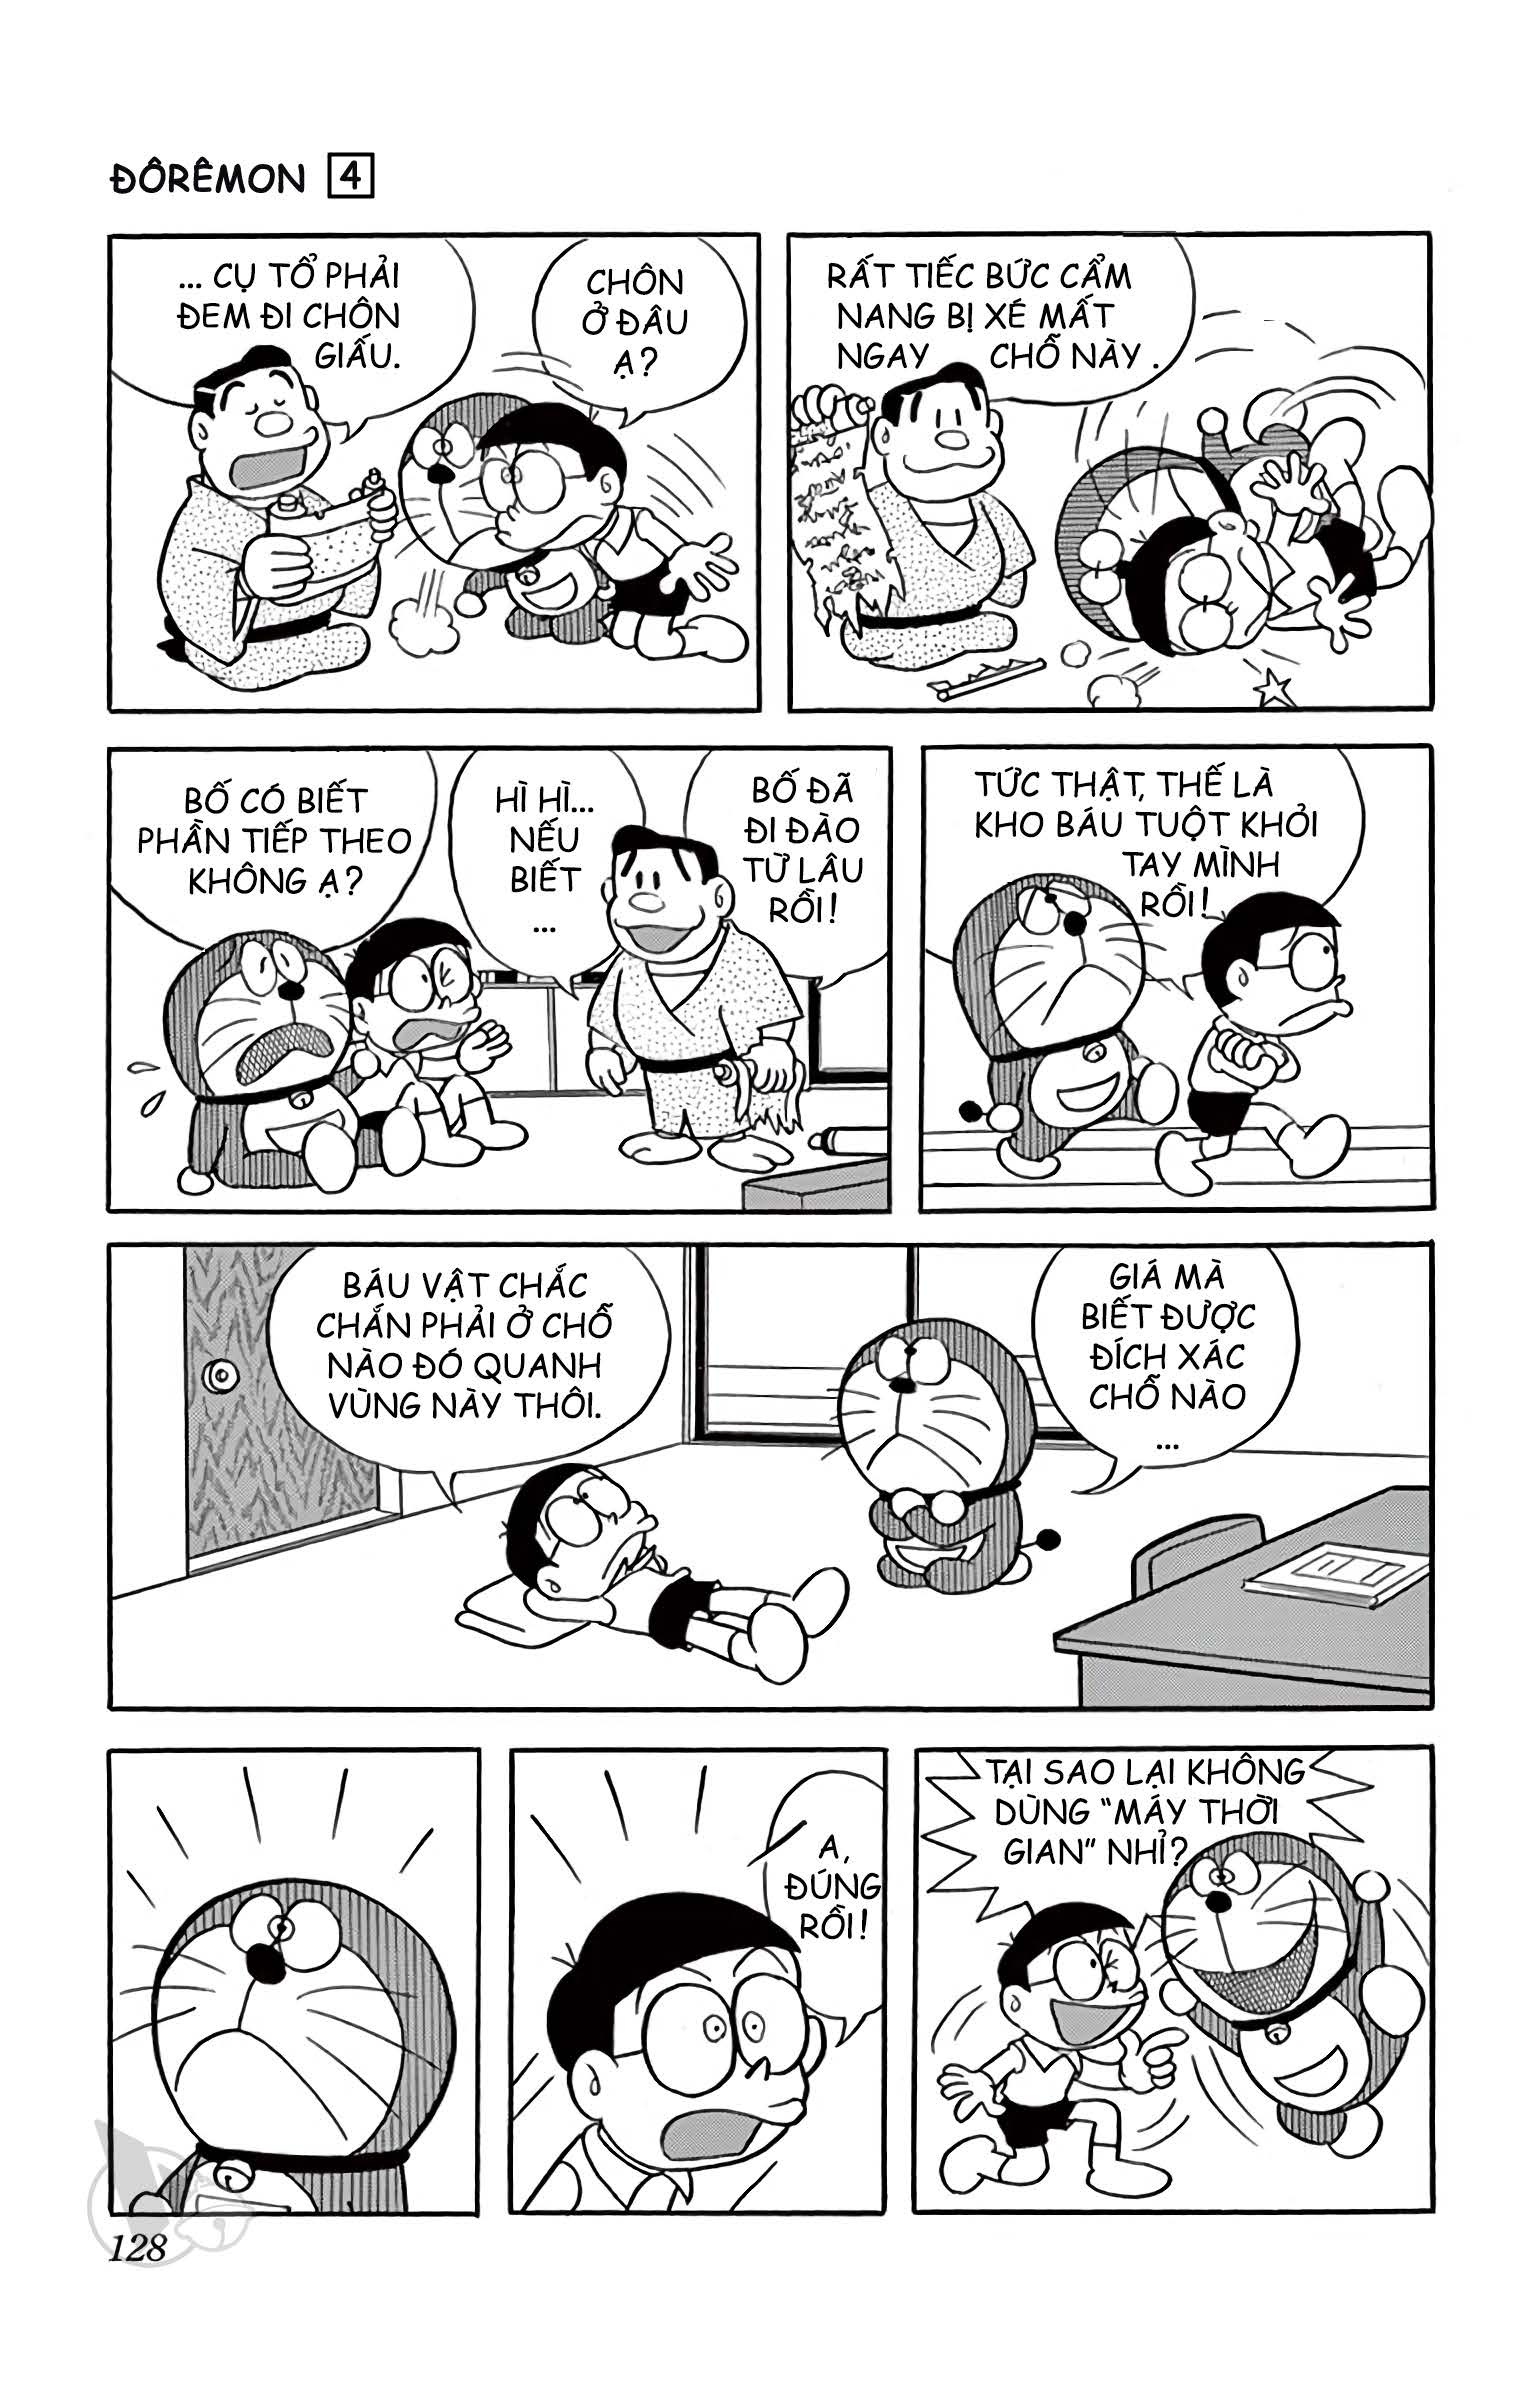 ĐÔRÊMON 4
... CỤ TỔ PHẢI
ĐEM ĐI CHÔN
GIẤU.
CHÔN
Ở ĐÂU
Ạ?
RẤT TIẾC BỨC CẨM
NANG BỊ XÉ MẤT
NGAY CHỖ NÀY.
BỐ CÓ BIẾT
PHẦN TIẾP THEO
KHÔNG Ạ?
HÌ HÌ...
NẾU
BIẾT
...
BỐ ĐÃ
ĐI ĐÀO
TỪ LÂU
RỒI!
TỨC THẬT, THẾ LÀ
KHO BÁU TUỘT KHỎI
TAY MÌNH
RỒI!
BÁU VẬT CHẮC
CHẮN PHẢI Ở CHỖ
NÀO ĐÓ QUANH
VÙNG NÀY THÔI.
GIÁ MÀ
BIẾT ĐƯỢC
ĐÍCH XÁC
CHỖ NÀO
...
A,
ĐÚNG
RỒI!
TẠI SAO LẠI KHÔNG
DÙNG "MÁY THỜI
GIAN" NHỈ?
128